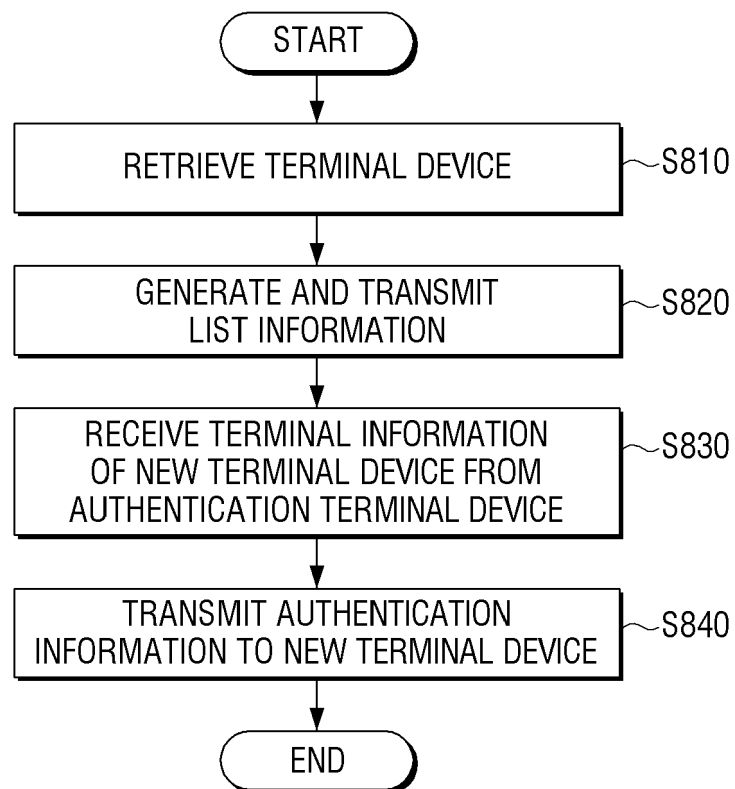 START
RETRIEVE TERMINAL DEVICE
S810
GENERATE AND TRANSMIT
LIST INFORMATION
S820
RECEIVE TERMINAL INFORMATION
OF NEW TERMINAL DEVICE FROM
AUTHENTICATION TERMINAL DEVICE
S830
TRANSMIT AUTHENTICATION
INFORMATION TO NEW TERMINAL DEVICE
S840
END